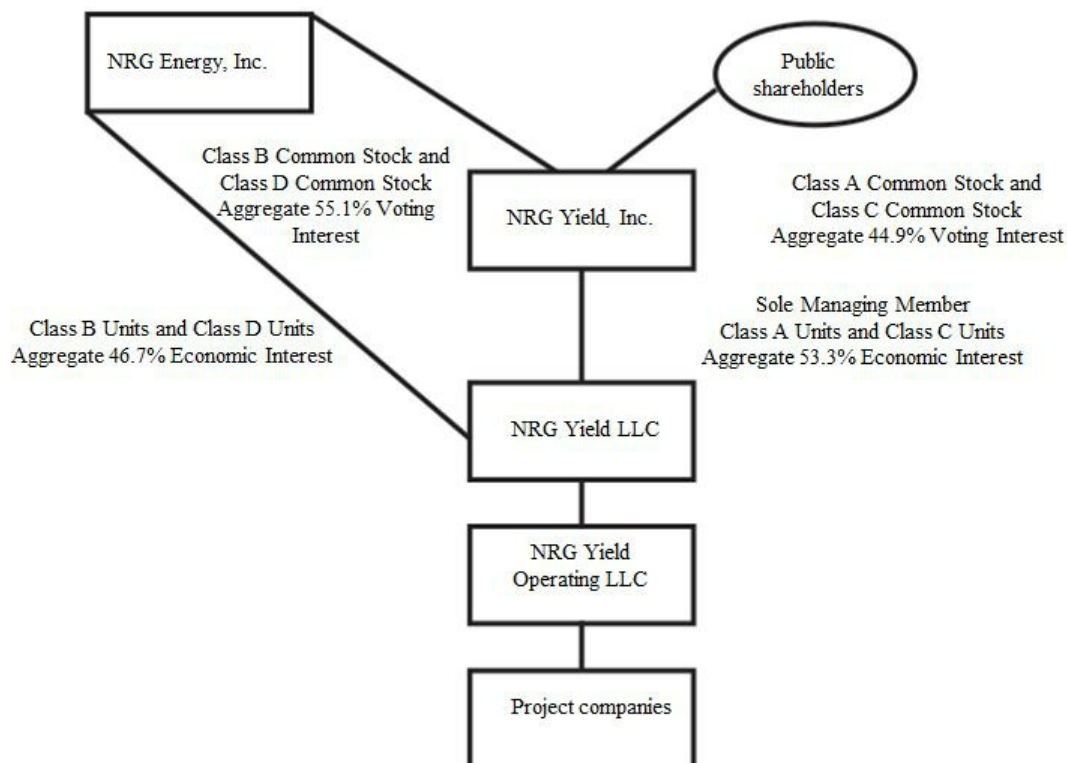 NRG Energy, Inc.
Public
shareholders
Class B Common Stock and
Class D Common Stock
Aggregate 55.1% Voting
Interest
NRG Yield, Inc.
Class A Common Stock and
Class C Common Stock
Aggregate 44.9% Voting Interest
Class B Units and Class D Units
Aggregate 46.7% Economic Interest
Sole Managing Member
Class A Units and Class C Units
Aggregate 53.3% Economic Interest
NRG Yield LLC
NRG Yield
Operating LLC
Project companies